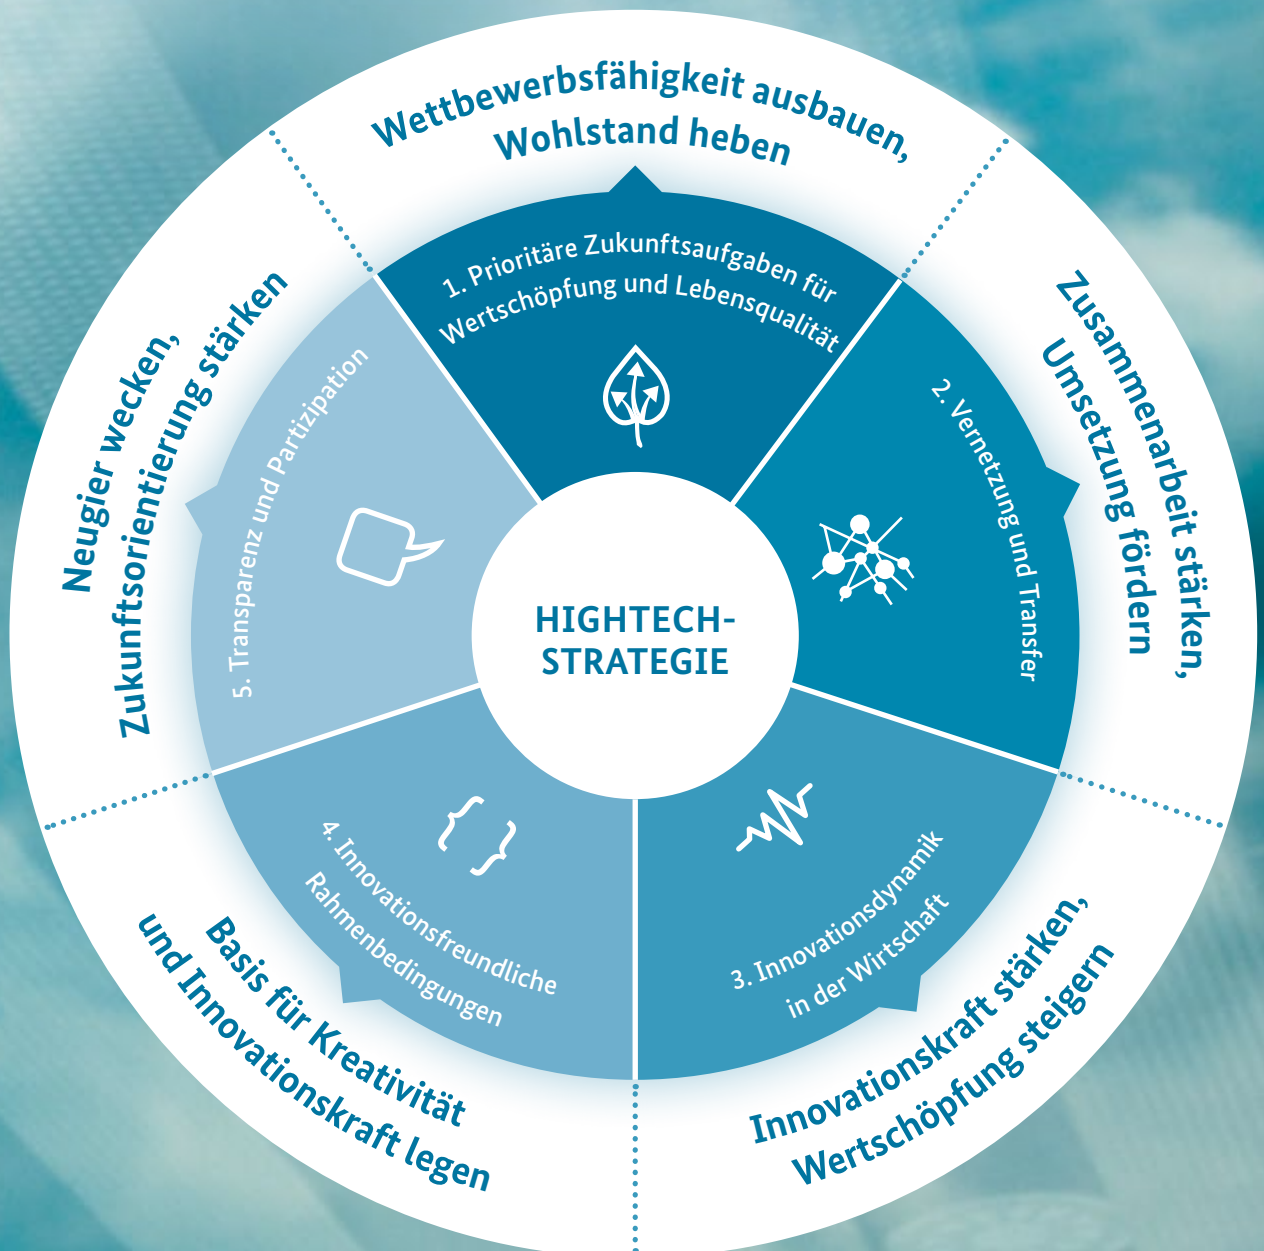 Wettbewerbsfähigkeit ausbauen,
Wohlstand heben
1. Prioritäre Zukunftsaufgaben für
Wertschöpfung und Lebensqualität
Zusammenarbeit stärken,
Umsetzung fördern
2. Vernetzung und Transfer
Innovationskraft stärken,
Wertschöpfung steigern
3. Innovationsdynamik
in der Wirtschaft
Basis für Kreativität
und Innovationskraft legen
4. Innovationsfreundliche
Rahmenbedingungen
Neugier wecken,
Zukunftsorientierung stärken
5. Transparenz und Partizipation
HIGHTECH-
STRATEGIE